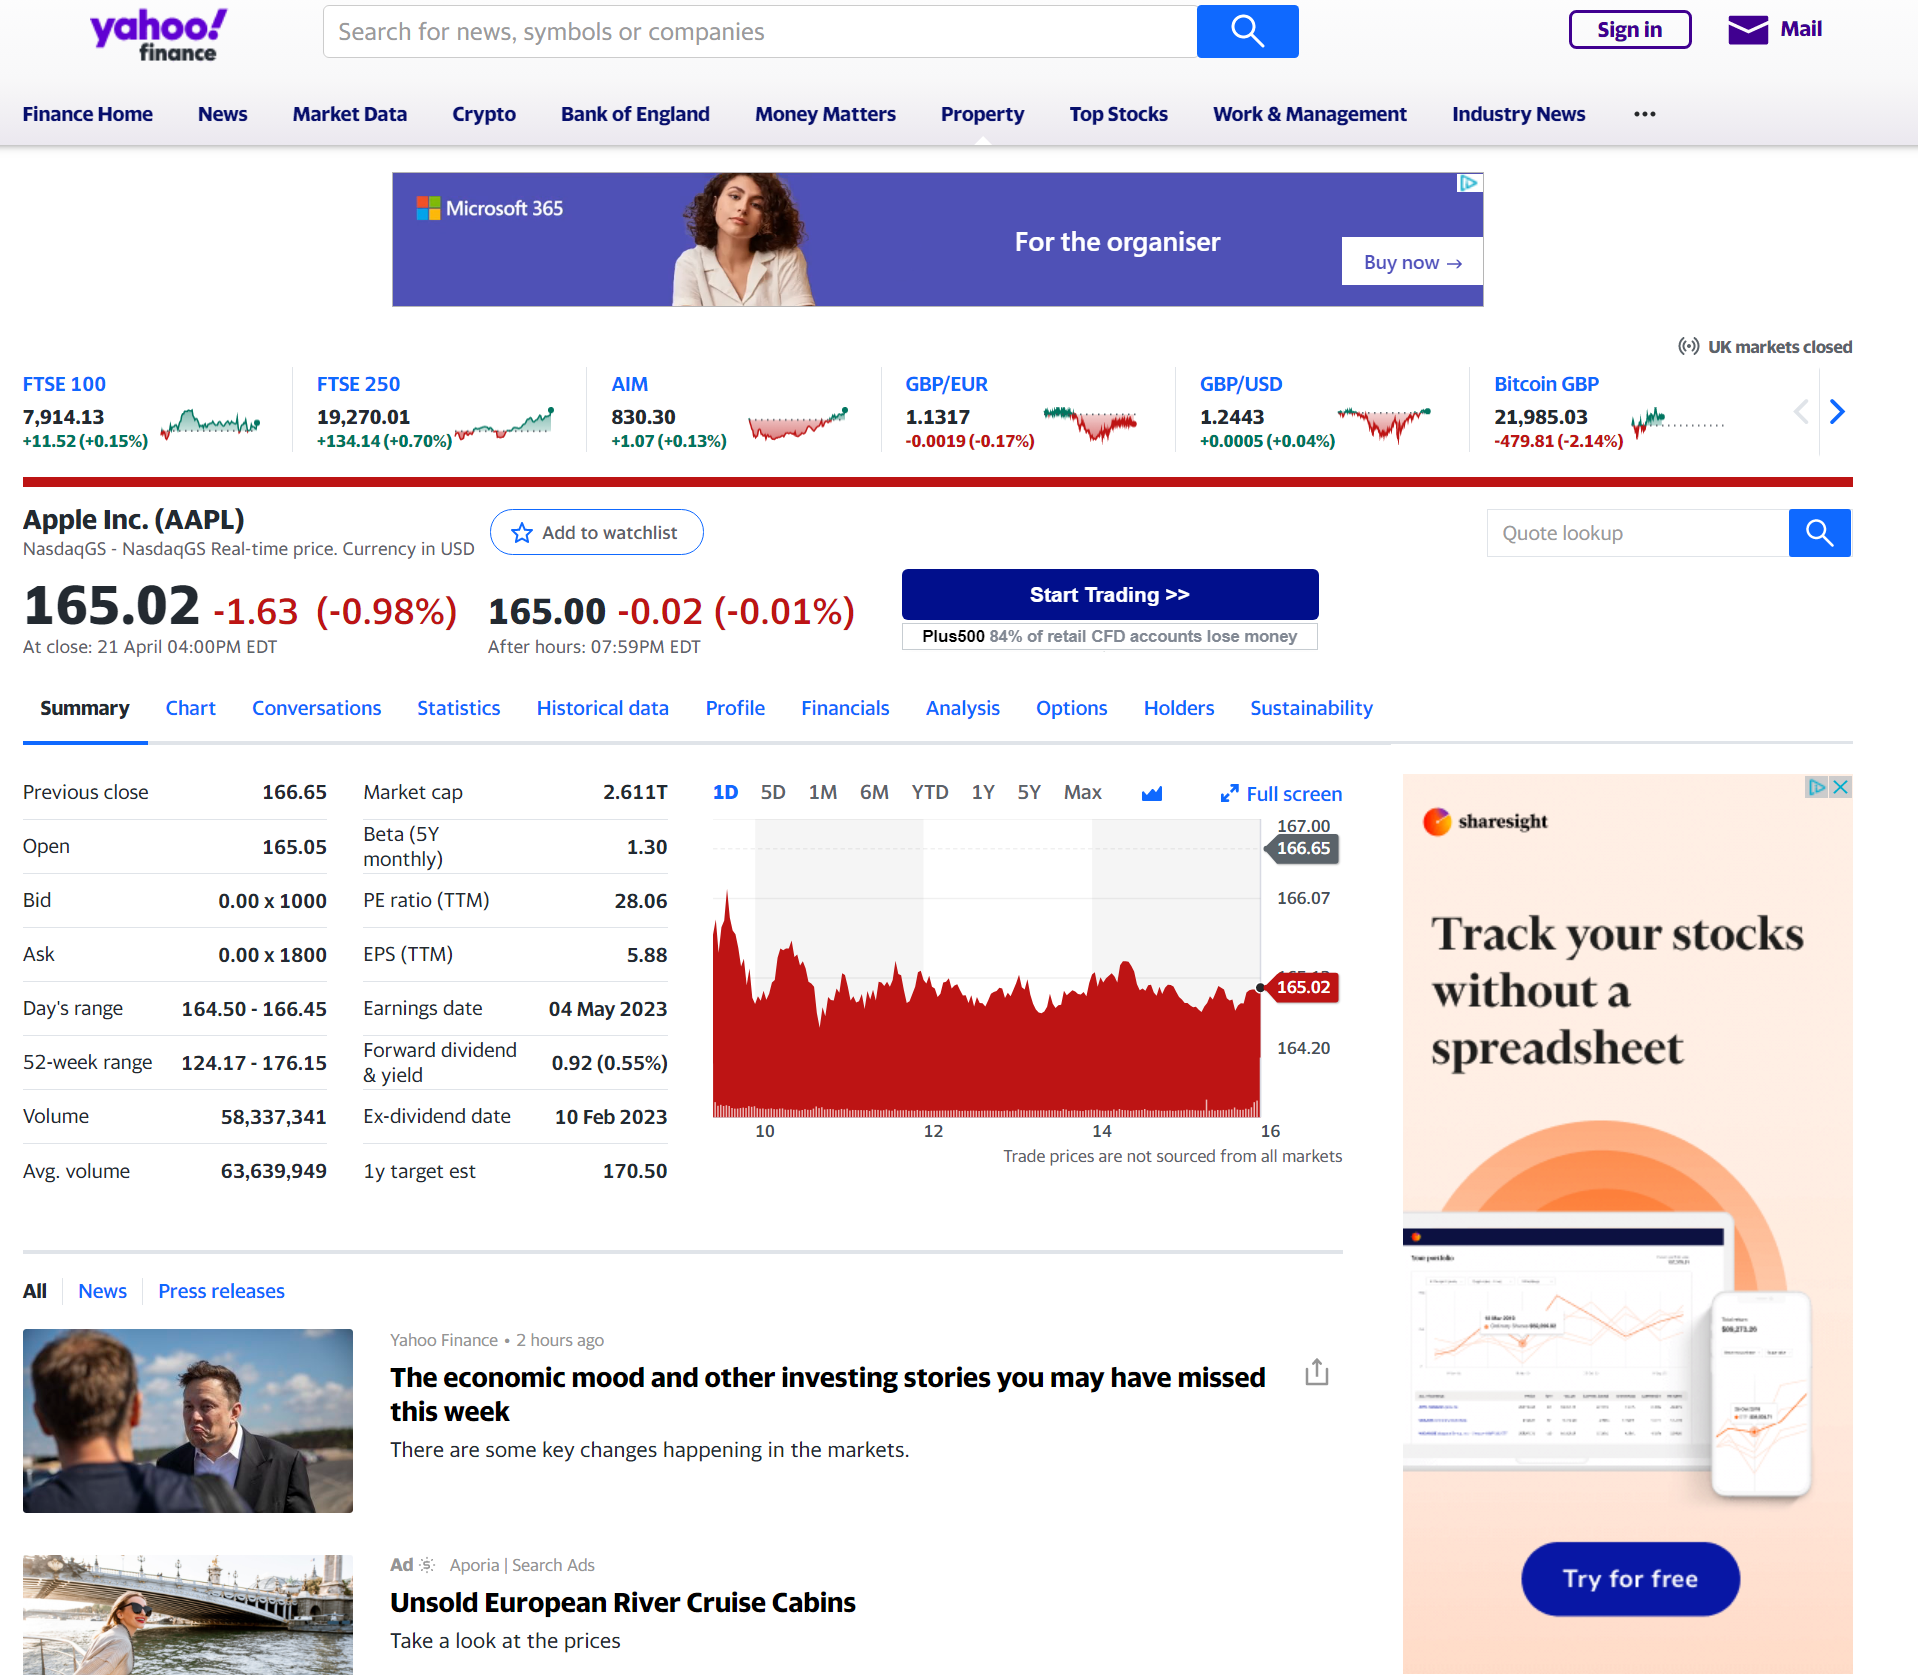 yahoo!
finance
Search for news, symbols or companies
Sign in
Mail
Finance Home News Market Data Crypto Bank of England Money Matters Property Top Stocks Work & Management Industry News •••
Microsoft 365
For the organiser
Buy now →
UK markets closed
FTSE 100
7,914.13
+11.52 (+0.15%)
FTSE 250
19,270.01
+134.14 (+0.70%)
AIM
830.30
+1.07 (+0.13%)
GBP/EUR
1.1317
-0.0019 (-0.17%)
GBP/USD
1.2443
+0.0005 (+0.04%)
Bitcoin GBP
21,985.03
-479.81 (-2.14%)
Apple Inc. (AAPL)
NasdaqGS - NasdaqGS Real-time price. Currency in USD
Add to watchlist
Quote lookup
165.02 -1.63 (-0.98%)
At close: 21 April 04:00PM EDT
165.00 -0.02 (-0.01%)
After hours: 07:59PM EDT
Start Trading >>
Plus500 84% of retail CFD accounts lose money
Summary Chart Conversations Statistics Historical data Profile Financials Analysis Options Holders Sustainability
Previous close 166.65
Open 165.05
Bid 0.00 x 1000
Ask 0.00 x 1800
Day's range 164.50 - 166.45
52-week range 124.17 - 176.15
Volume 58,337,341
Avg. volume 63,639,949
Market cap 2.611T
Beta (5Y
monthly) 1.30
PE ratio (TTM) 28.06
EPS (TTM) 5.88
Earnings date 04 May 2023
Forward dividend
& yield 0.92 (0.55%)
Ex-dividend date 10 Feb 2023
1y target est 170.50
1D 5D 1M 6M YTD 1Y 5Y Max
Full screen
167.00
166.65
166.07
165.02
164.20
10 12 14 16
Trade prices are not sourced from all markets
sharesight
Track your stocks
without a
spreadsheet
Your portfolio
Total return
Try for free
All News Press releases
Yahoo Finance • 2 hours ago
The economic mood and other investing stories you may have missed
this week
There are some key changes happening in the markets.
Ad Aporia | Search Ads
Unsold European River Cruise Cabins
Take a look at the prices